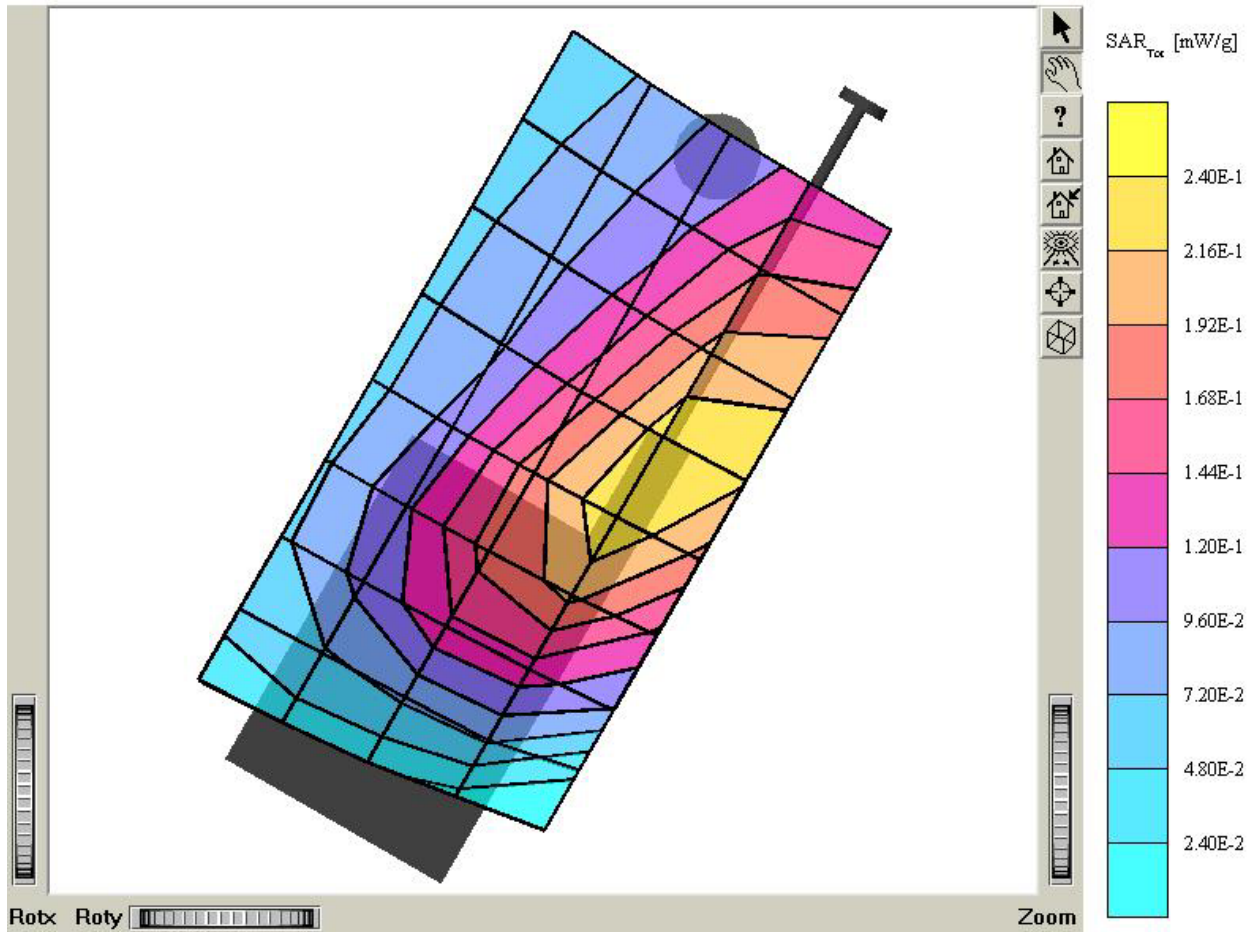 SAR_Tot [mW/g]
?
2.40E-1
2.16E-1
1.92E-1
1.68E-1
1.44E-1
1.20E-1
9.60E-2
7.20E-2
4.80E-2
2.40E-2
Rotx Roty Zoom